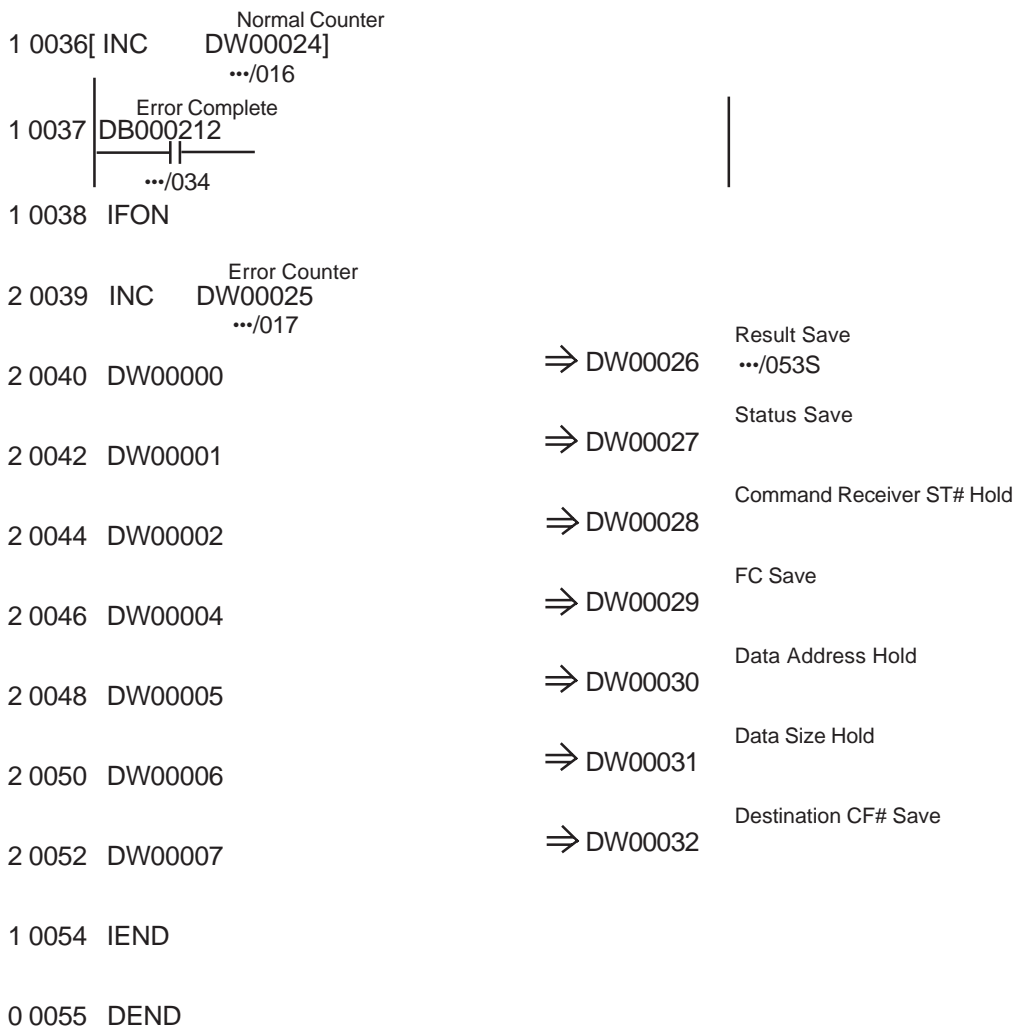 Normal Counter
1 0036[ INC DW00024]
•••/016
Error Complete
1 0037 DB000212
•••/034
1 0038 IFON
Error Counter
2 0039 INC DW00025
•••/017
Result Save
2 0040 DW00000 ⇒ DW00026 •••/053S
Status Save
2 0042 DW00001 ⇒ DW00027
Command Receiver ST# Hold
2 0044 DW00002 ⇒ DW00028
FC Save
2 0046 DW00004 ⇒ DW00029
Data Address Hold
2 0048 DW00005 ⇒ DW00030
Data Size Hold
2 0050 DW00006 ⇒ DW00031
Destination CF# Save
2 0052 DW00007 ⇒ DW00032
1 0054 IEND
0 0055 DEND